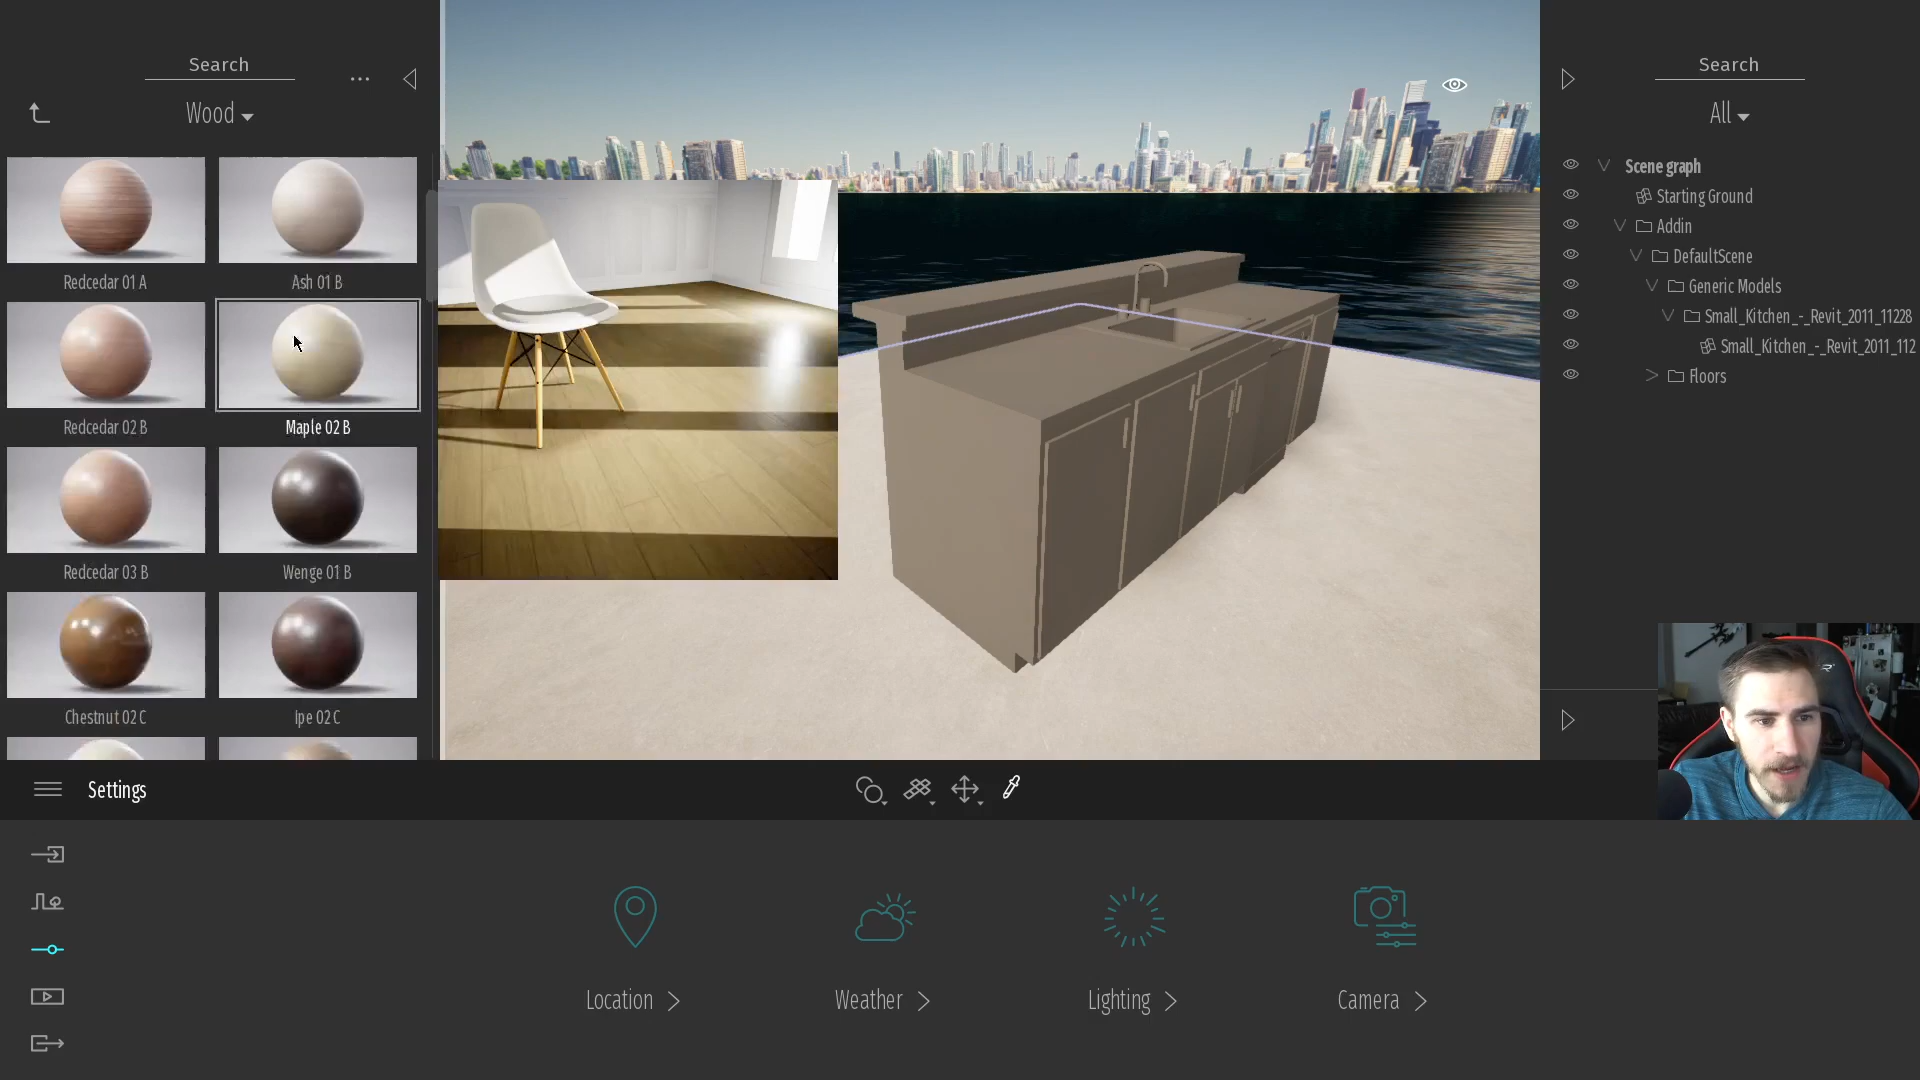 Search
...
Wood
Redcedar 01 A
Ash 01 B
Redcedar 02 B
Maple 02 B
Redcedar 03 B
Wenge 01 B
Chestnut 02 C
Ipe 02 C
Search
All
Scene graph
Starting Ground
Addin
DefaultScene
Generic Models
Small_Kitchen_-_Revit_2011_11228
Small_Kitchen_-_Revit_2011_112
Floors
Settings
Location
Weather
Lighting
Camera